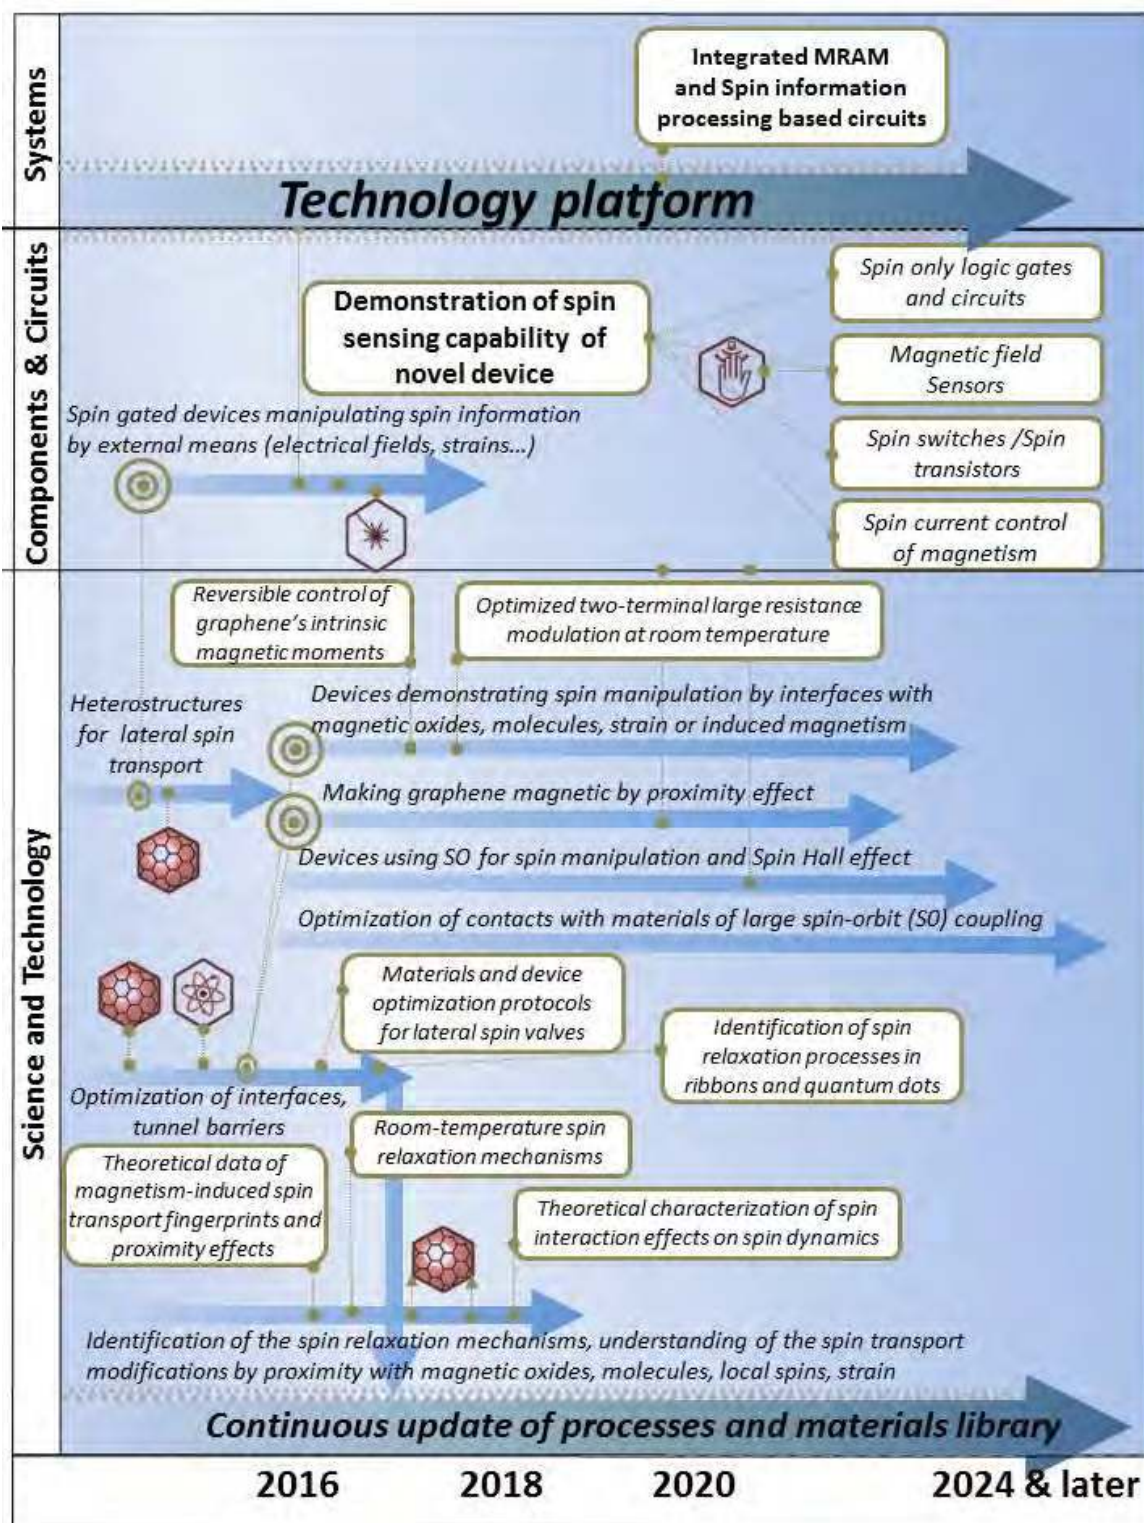 Systems
Integrated MRAM
and Spin information
processing based circuits
Technology platform
Components & Circuits
Spin only logic gates
and circuits
Demonstration of spin
sensing capability of
novel device
Magnetic field
Sensors
Spin gated devices manipulating spin information
by external means (electrical fields, strains...)
Spin switches /Spin
transistors
Spin current control
of magnetism
Science and Technology
Reversible control of
graphene's intrinsic
magnetic moments
Optimized two-terminal large resistance
modulation at room temperature
Heterostructures
for lateral spin
transport
Devices demonstrating spin manipulation by interfaces with
magnetic oxides, molecules, strain or induced magnetism
Making graphene magnetic by proximity effect
Devices using SO for spin manipulation and Spin Hall effect
Optimization of contacts with materials of large spin-orbit (S0) coupling
Materials and device
optimization protocols
for lateral spin valves
Identification of spin
relaxation processes in
ribbons and quantum dots
Optimization of interfaces,
tunnel barriers
Room-temperature spin
relaxation mechanisms
Theoretical data of
magnetism-induced spin
transport fingerprints and
proximity effects
Theoretical characterization of spin
interaction effects on spin dynamics
Identification of the spin relaxation mechanisms, understanding of the spin transport
modifications by proximity with magnetic oxides, molecules, local spins, strain
Continuous update of processes and materials library
2016 2018 2020 2024 & later